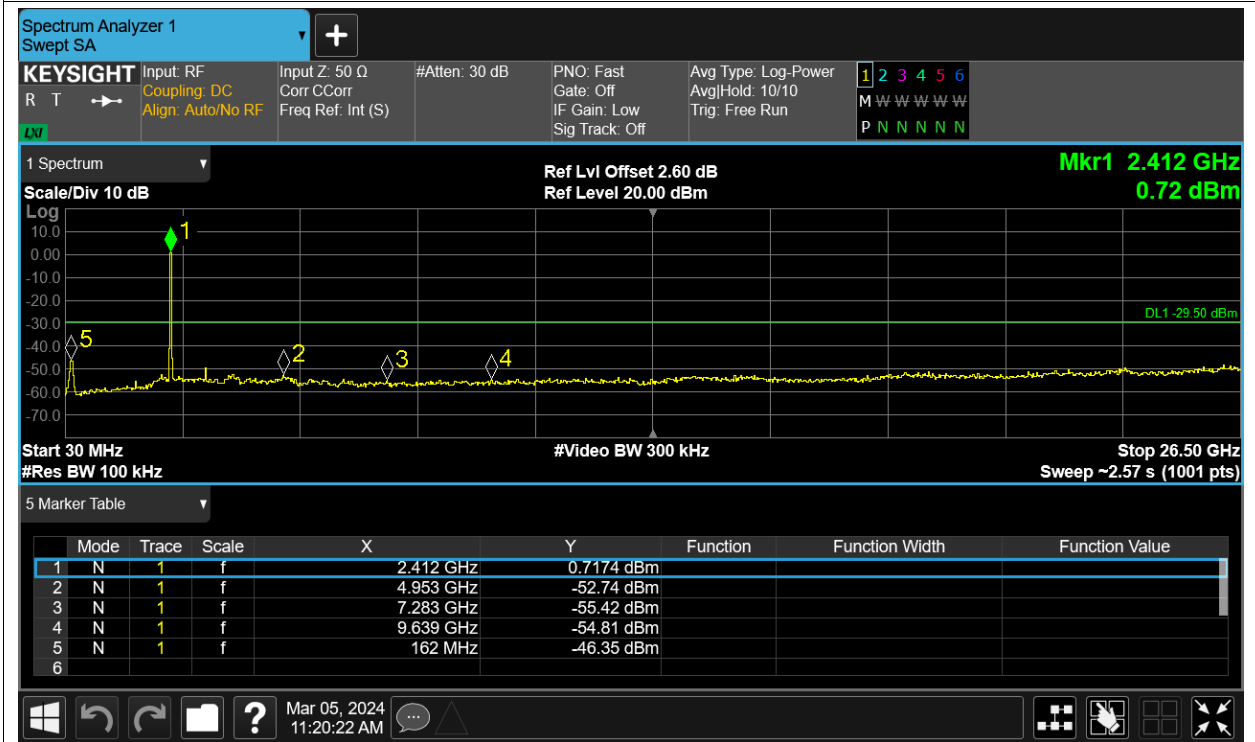 Spectrum Analyzer 1
Swept SA
KEYSIGHT
R T
LXI
Input: RF
Coupling: DC
Align: Auto/No RF
Input Z: 50 Ω
Corr CCorr
Freq Ref: Int (S)
#Atten: 30 dB
PNO: Fast
Gate: Off
IF Gain: Low
Sig Track: Off
Avg Type: Log-Power
Avg|Hold: 10/10
Trig: Free Run
1 2 3 4 5 6
M W W W W W
P N N N N N
1 Spectrum
Scale/Div 10 dB
Ref Lvl Offset 2.60 dB
Ref Level 20.00 dBm
Mkr1 2.412 GHz
0.72 dBm
Log
10.0
0.00
-10.0
-20.0
-30.0
-40.0
-50.0
-60.0
-70.0
1
DL1 -29.50 dBm
5
2
3
4
Start 30 MHz
#Video BW 300 kHz
Stop 26.50 GHz
#Res BW 100 kHz
Sweep ~2.57 s (1001 pts)
5 Marker Table
Mode Trace Scale X Y Function Function Width Function Value
1 N 1 f 2.412 GHz 0.7174 dBm
2 N 1 f 4.953 GHz -52.74 dBm
3 N 1 f 7.283 GHz -55.42 dBm
4 N 1 f 9.639 GHz -54.81 dBm
5 N 1 f 162 MHz -46.35 dBm
6
?
Mar 05, 2024
11:20:22 AM